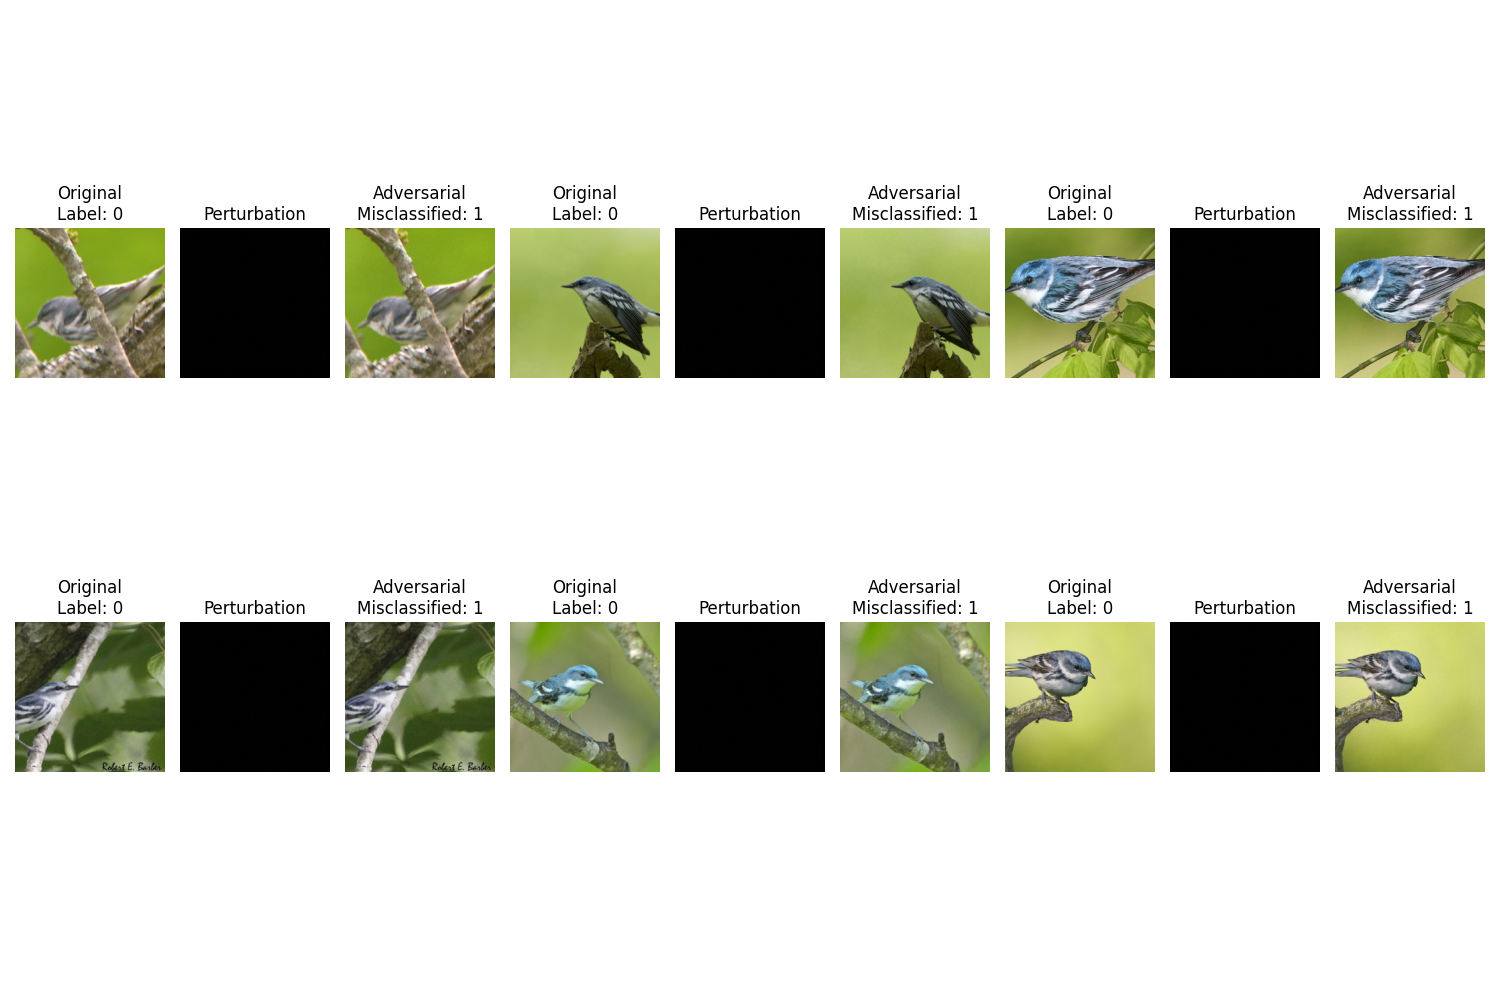 Original
Label: 0
Perturbation
Adversarial
Misclassified: 1
Original
Label: 0
Perturbation
Adversarial
Misclassified: 1
Original
Label: 0
Perturbation
Adversarial
Misclassified: 1
Original
Label: 0
Perturbation
Adversarial
Misclassified: 1
Original
Label: 0
Perturbation
Adversarial
Misclassified: 1
Original
Label: 0
Perturbation
Adversarial
Misclassified: 1
Robert E. Barber
Robert E. Barber